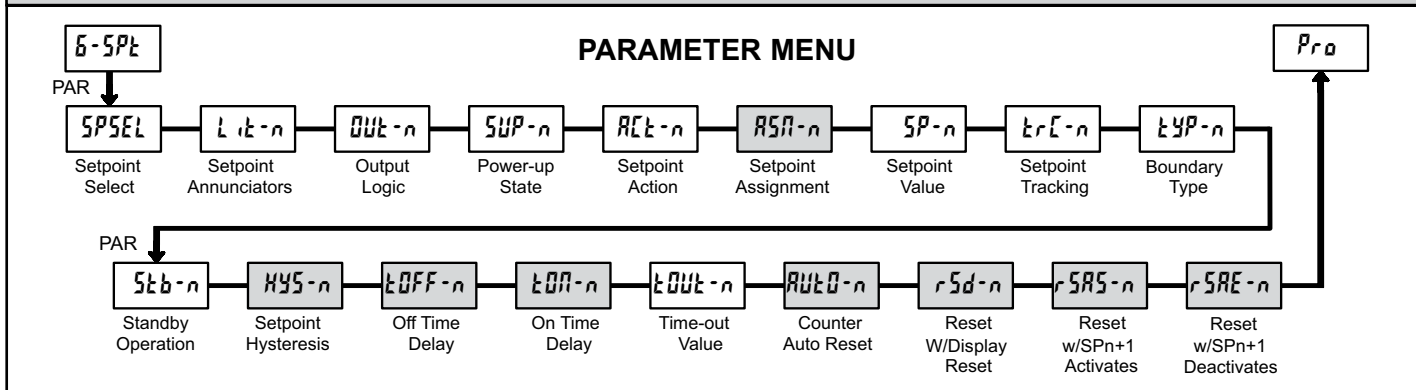 6-SPt
PARAMETER MENU
Pro
PAR
SPSEL
Lit-n
OUt-n
SUP-n
ACt-n
ASN-n
SP-n
trC-n
tYP-n
Setpoint Select
Setpoint Annunciators
Output Logic
Power-up State
Setpoint Action
Setpoint Assignment
Setpoint Value
Setpoint Tracking
Boundary Type
PAR
Stb-n
HYS-n
tOFF-n
tON-n
tOUt-n
AUtO-n
rSd-n
rSAS-n
rSAE-n
Standby Operation
Setpoint Hysteresis
Off Time Delay
On Time Delay
Time-out Value
Counter Auto Reset
Reset W/Display Reset
Reset w/SPn+1 Activates
Reset w/SPn+1 Deactivates